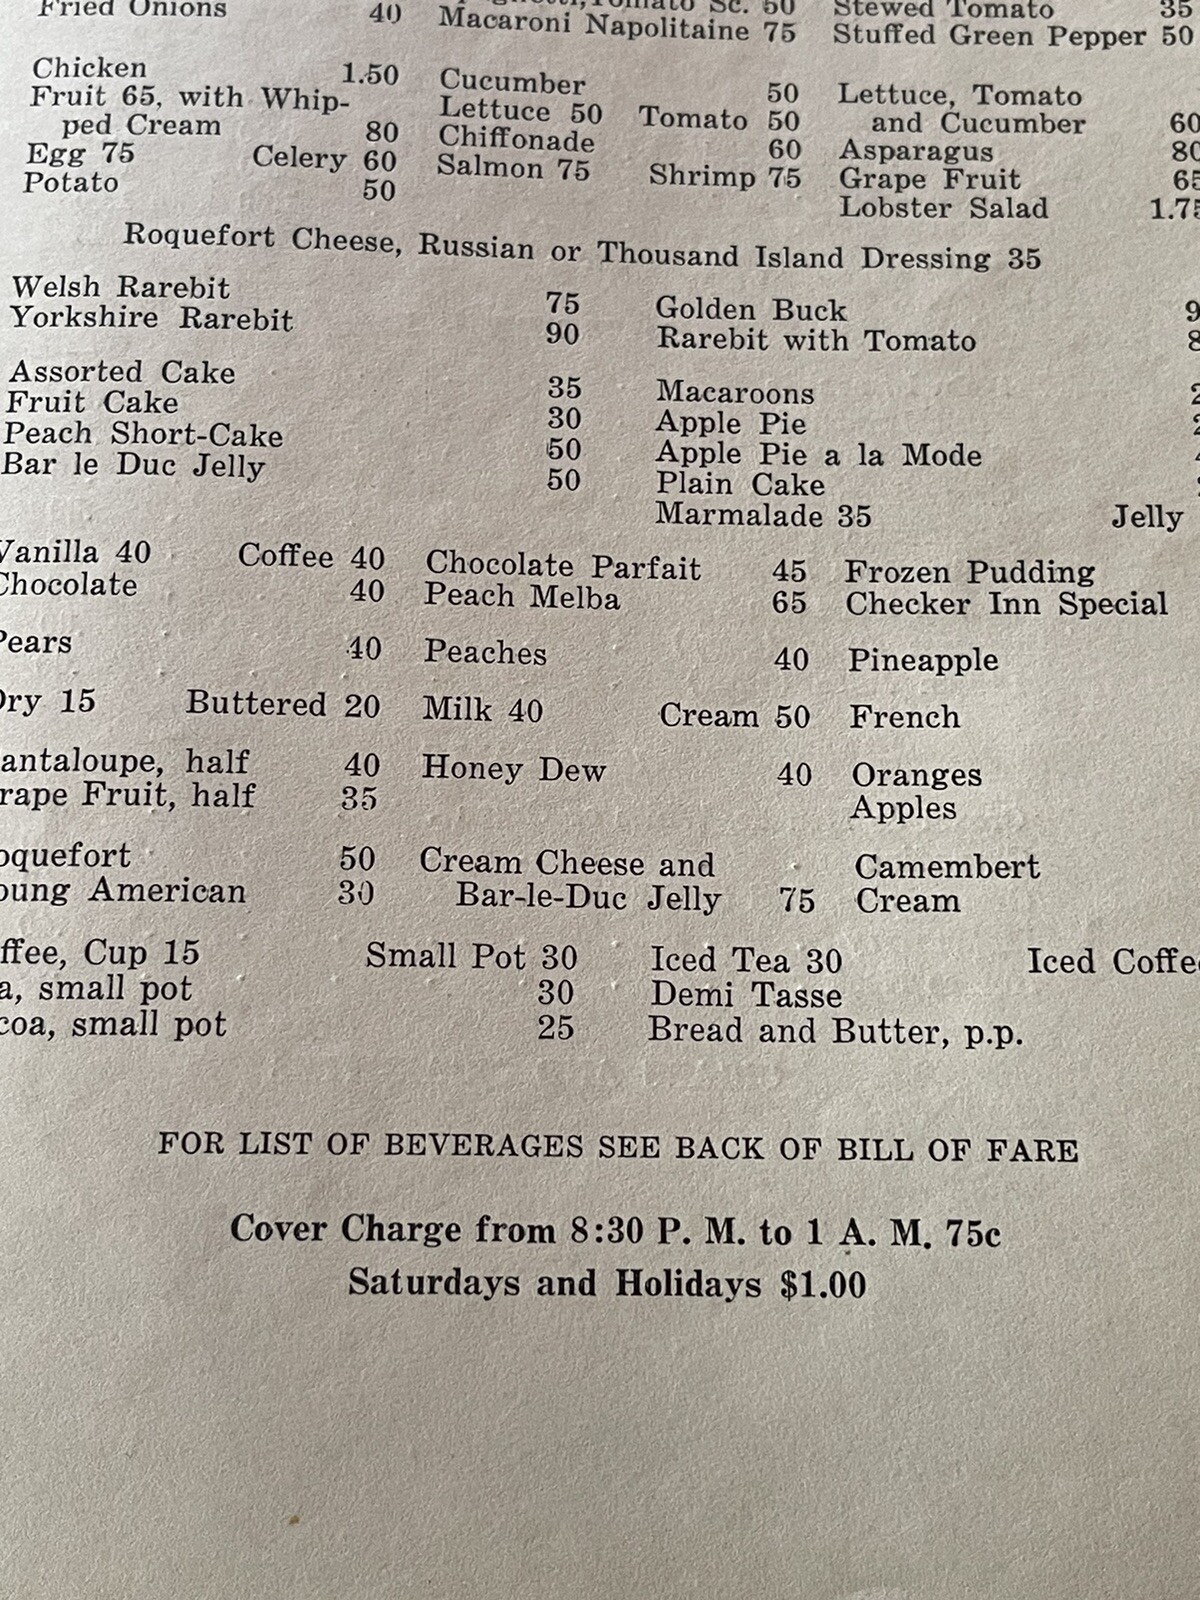 Fried Onions 40 Macaroni Napolitaine 75 Stewed Tomato 35
Stuffed Green Pepper 50
Chicken 1.50 Cucumber 50 Lettuce, Tomato
Fruit 65, with Whip- Lettuce 50 Tomato 50 and Cucumber 60
ped Cream 80 Chiffonade 60 Asparagus 80
Egg 75 Celery 60 Salmon 75 Shrimp 75 Grape Fruit 65
Potato 50 Lobster Salad 1.75
Roquefort Cheese, Russian or Thousand Island Dressing 35
Welsh Rarebit 75 Golden Buck
Yorkshire Rarebit 90 Rarebit with Tomato
Assorted Cake 35 Macaroons
Fruit Cake 30 Apple Pie
Peach Short-Cake 50 Apple Pie a la Mode
Bar le Duc Jelly 50 Plain Cake
Marmalade 35 Jelly
Vanilla 40 Coffee 40 Chocolate Parfait 45 Frozen Pudding
Chocolate 40 Peach Melba 65 Checker Inn Special
Pears 40 Peaches 40 Pineapple
Dry 15 Buttered 20 Milk 40 Cream 50 French
antaloupe, half 40 Honey Dew 40 Oranges
rape Fruit, half 35 Apples
oquefort 50 Cream Cheese and Camembert
oung American 30 Bar-le-Duc Jelly 75 Cream
ffee, Cup 15 Small Pot 30 Iced Tea 30 Iced Coffe
a, small pot 30 Demi Tasse
coa, small pot 25 Bread and Butter, p.p.
FOR LIST OF BEVERAGES SEE BACK OF BILL OF FARE
Cover Charge from 8:30 P. M. to 1 A. M. 75c
Saturdays and Holidays $1.00